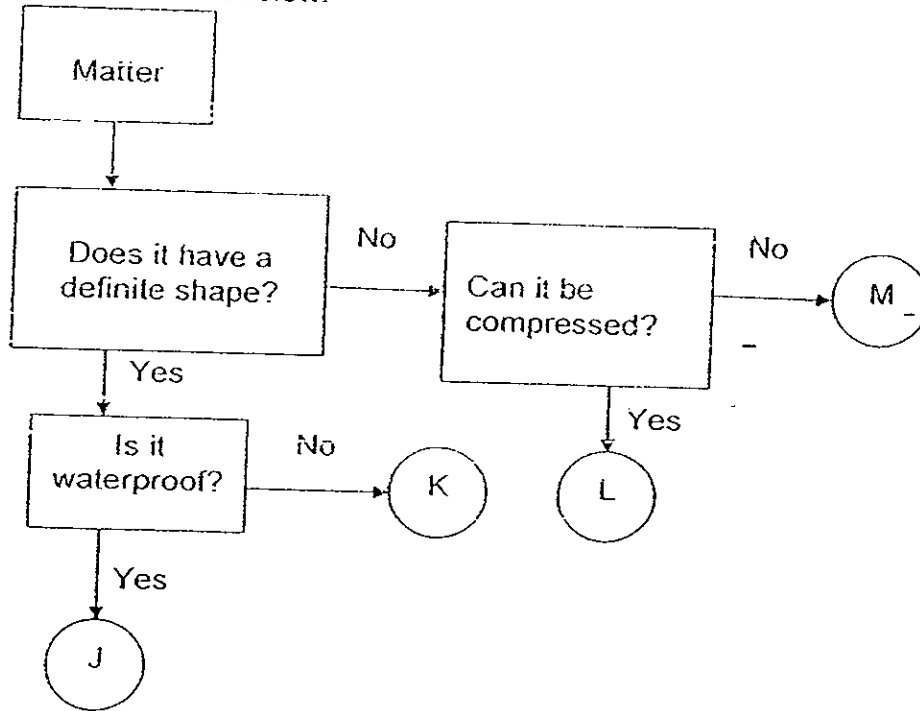 Matter
Does it have a
definite shape?
No
Can it be
compressed?
No
M
Yes
Is it
waterproof?
No
K
Yes
L
Yes
J